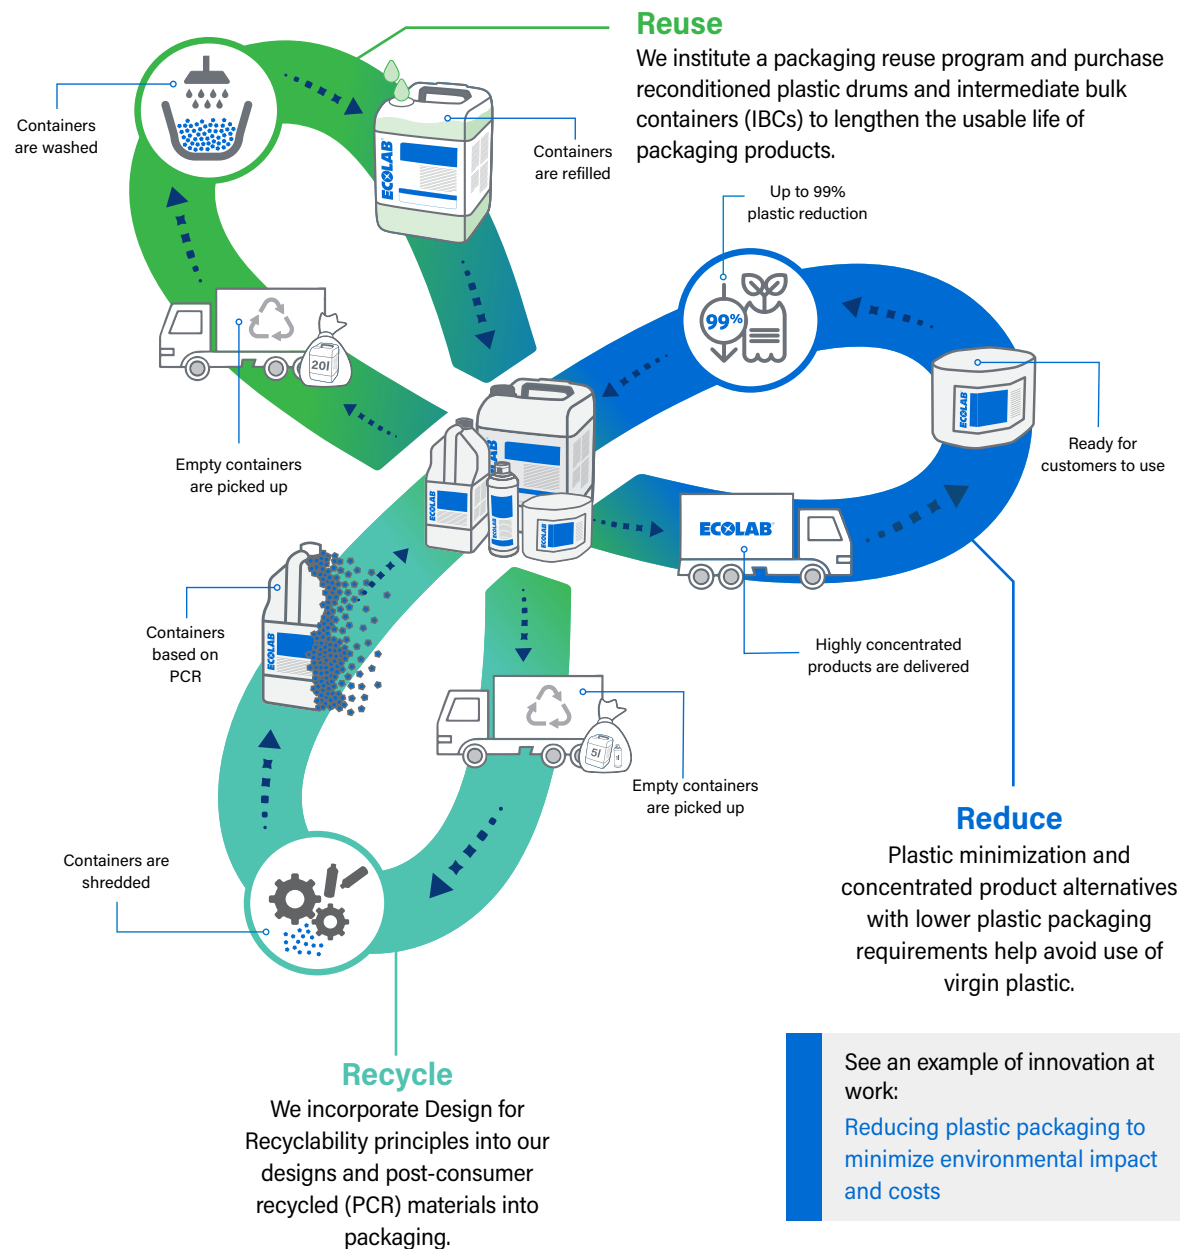 Reuse
We institute a packaging reuse program and purchase
reconditioned plastic drums and intermediate bulk
containers (IBCs) to lengthen the usable life of
packaging products.
Containers
are washed
ECOLAB
Containers
are refilled
Up to 99%
plastic reduction
99%
20l
Empty containers
are picked up
ECOLAB
Ready for
customers to use
ECOLAB
ECOLAB
ECOLAB
ECOLAB
ECOLAB
Highly concentrated
products are delivered
ECOLAB
Containers
based on
PCR
5l
Empty containers
are picked up
Containers are
shredded
Reduce
Plastic minimization and
concentrated product alternatives
with lower plastic packaging
requirements help avoid use of
virgin plastic.
Recycle
We incorporate Design for
Recyclability principles into our
designs and post-consumer
recycled (PCR) materials into
packaging.
See an example of innovation at
work:
Reducing plastic packaging to
minimize environmental impact
and costs